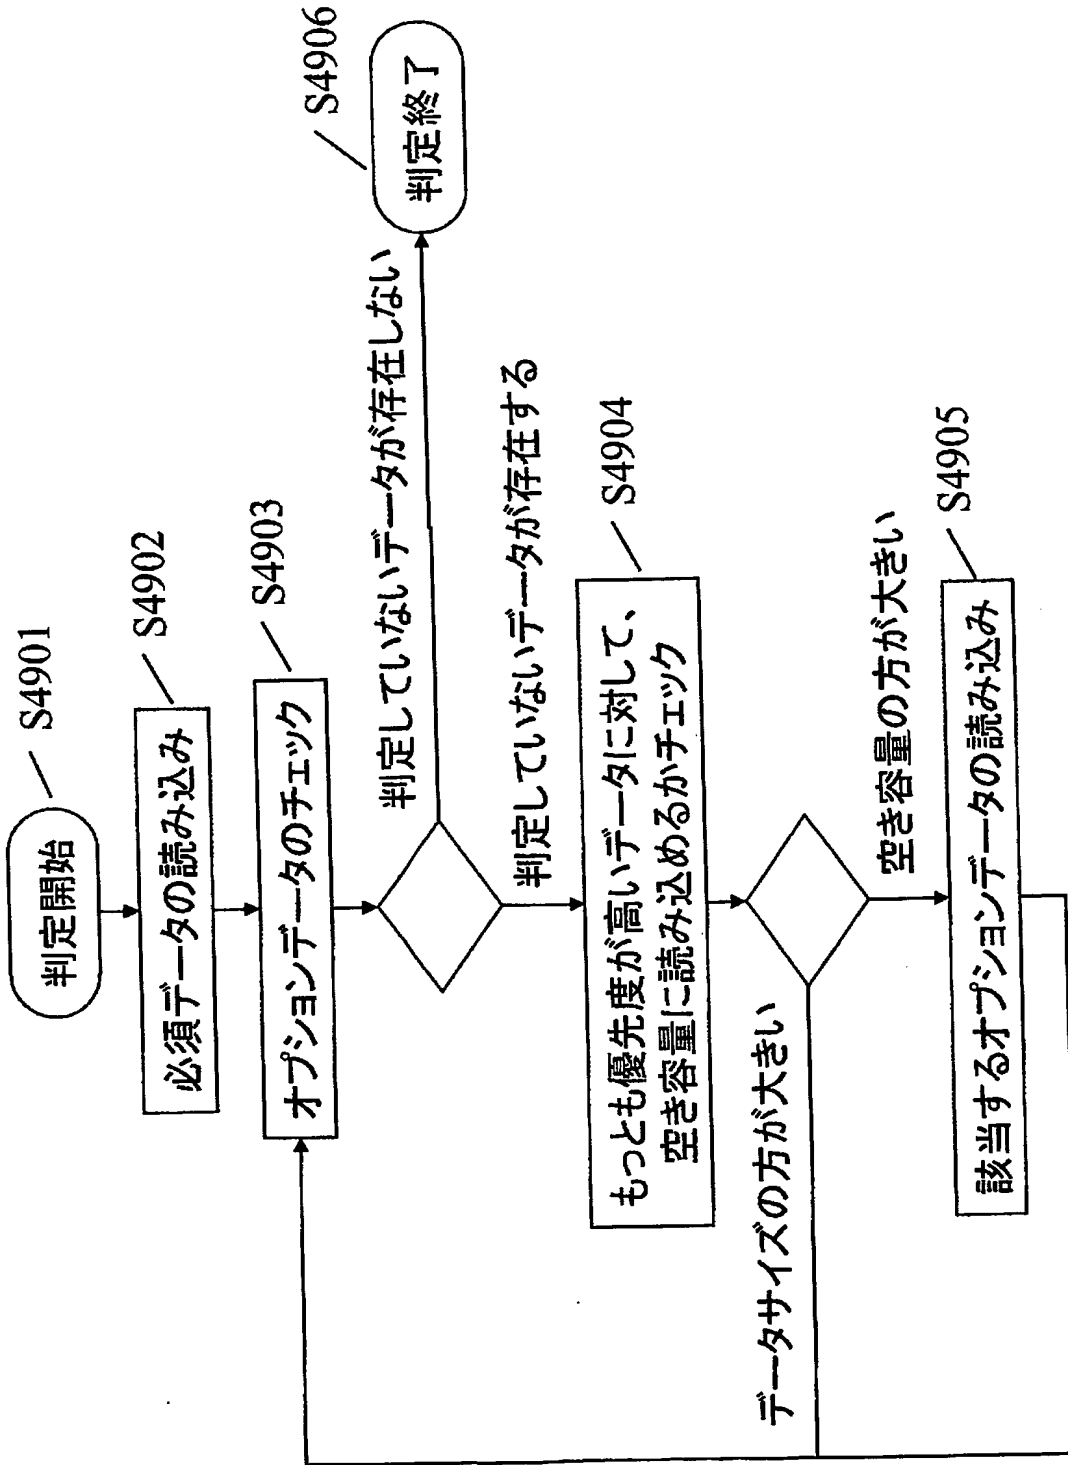 判定開始
S4901
必須データの読み込み
S4902
オプションデータのチェック
S4903
判定していないデータが存在しない
判定終了
S4906
判定していないデータが存在する
もっとも優先度が高いデータに対して、
空き容量に読み込めるかチェック
S4904
データサイズの方が大きい
空き容量の方が大きい
該当するオプションデータの読み込み
S4905